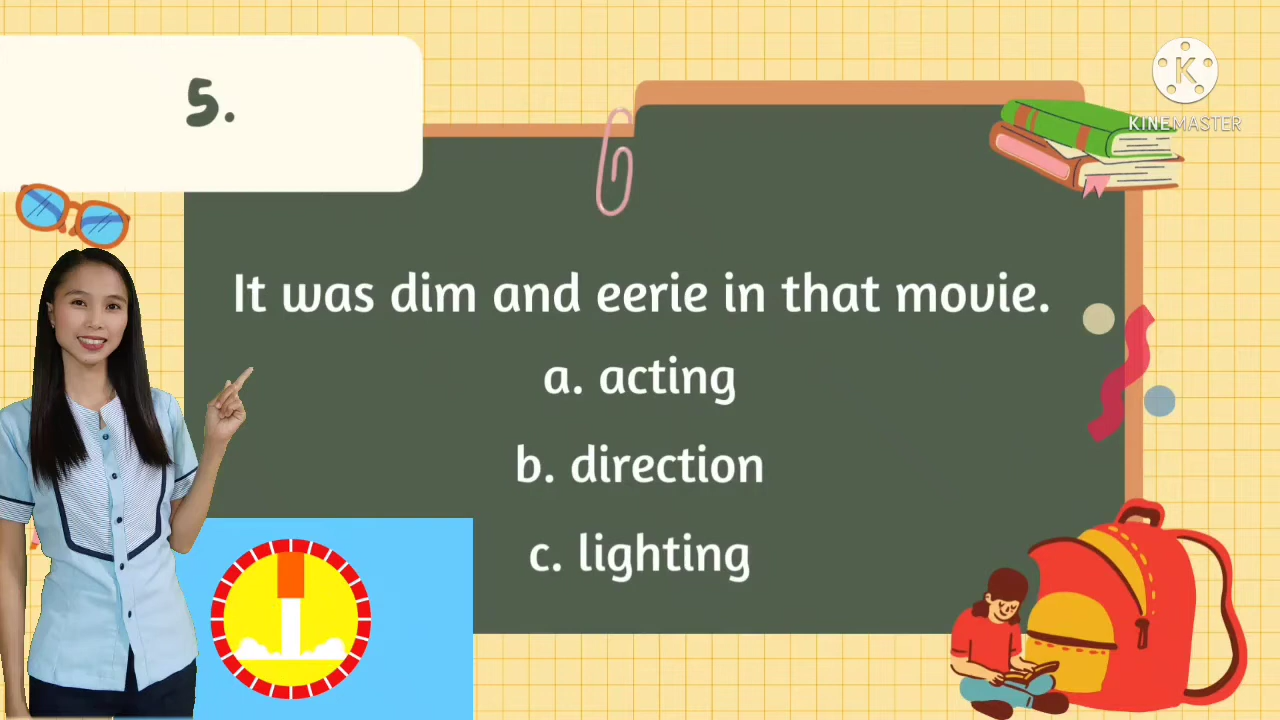 5.
K
KINEMASTER
It was dim and eerie in that movie.
a. acting
b. direction
c. lighting